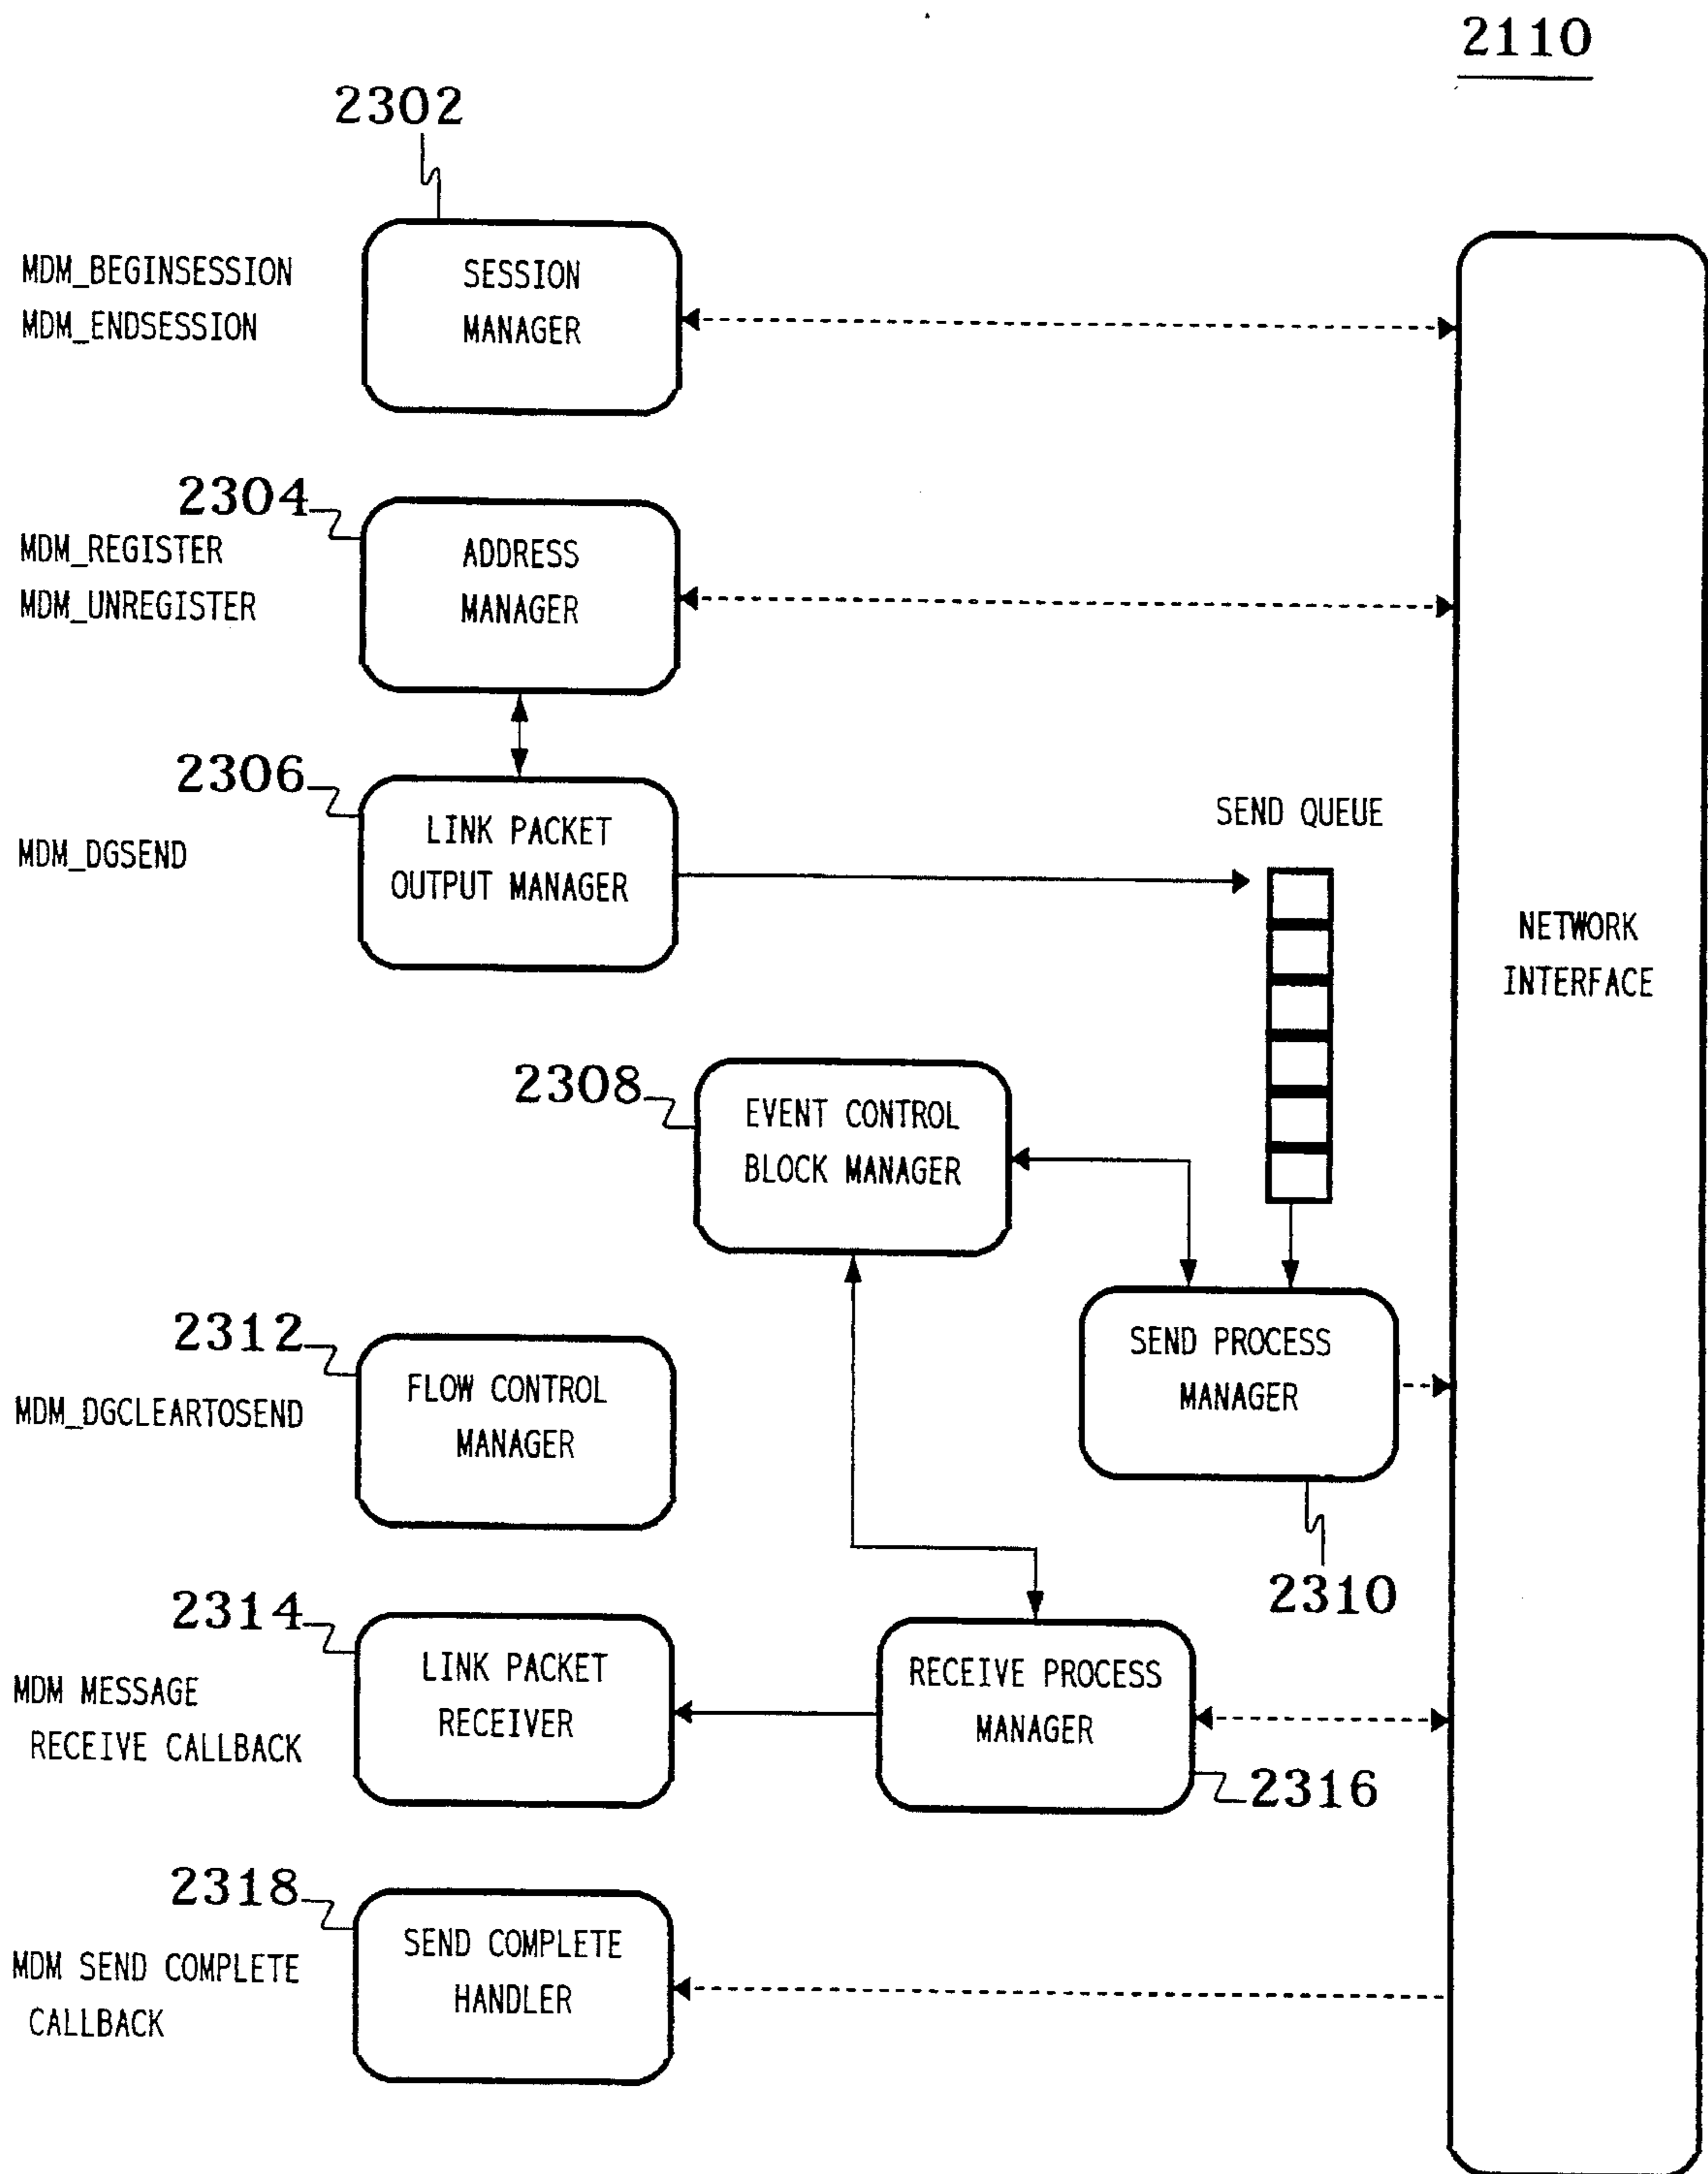 2110
2302
MDM_BEGINSESSION
MDM_ENDSESSION
SESSION
MANAGER
2304
MDM_REGISTER
MDM_UNREGISTER
ADDRESS
MANAGER
2306
MDM_DGSEND
LINK PACKET
OUTPUT MANAGER
SEND QUEUE
NETWORK
INTERFACE
2308
EVENT CONTROL
BLOCK MANAGER
2312
MDM_DGCLEARTOSEND
FLOW CONTROL
MANAGER
SEND PROCESS
MANAGER
2310
2314
MDM MESSAGE
RECEIVE CALLBACK
LINK PACKET
RECEIVER
RECEIVE PROCESS
MANAGER
2316
2318
MDM SEND COMPLETE
CALLBACK
SEND COMPLETE
HANDLER